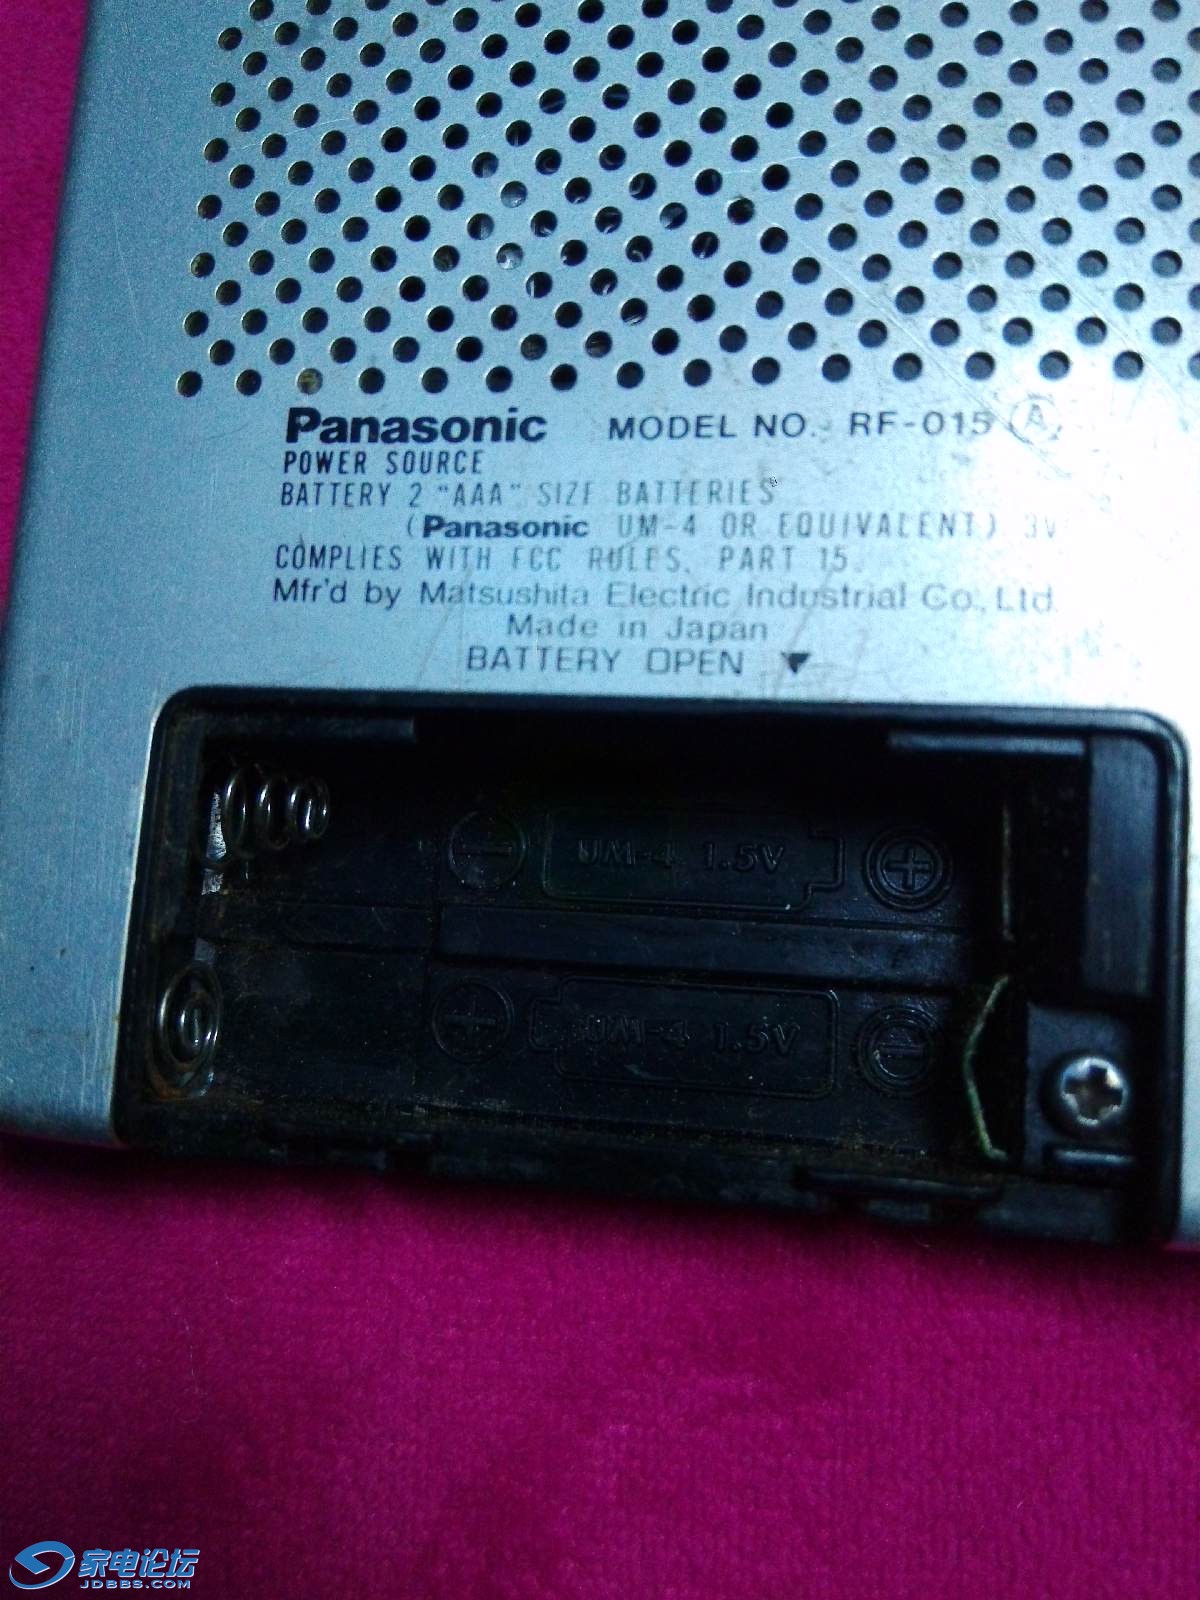 Panasonic MODEL NO. RF-015 Ⓐ
POWER SOURCE
BATTERY 2 "AAA" SIZE BATTERIES
(Panasonic UM-4 OR EQUIVALENT) 3V
COMPLIES WITH FCC RULES, PART 15.
Mfr'd by Matsushita Electric Industrial Co., Ltd.
Made in Japan
BATTERY OPEN ▼
⊖ UM-4 1.5V ⊕
⊕ UM-4 1.5V ⊖
家电论坛
JDBBS.COM